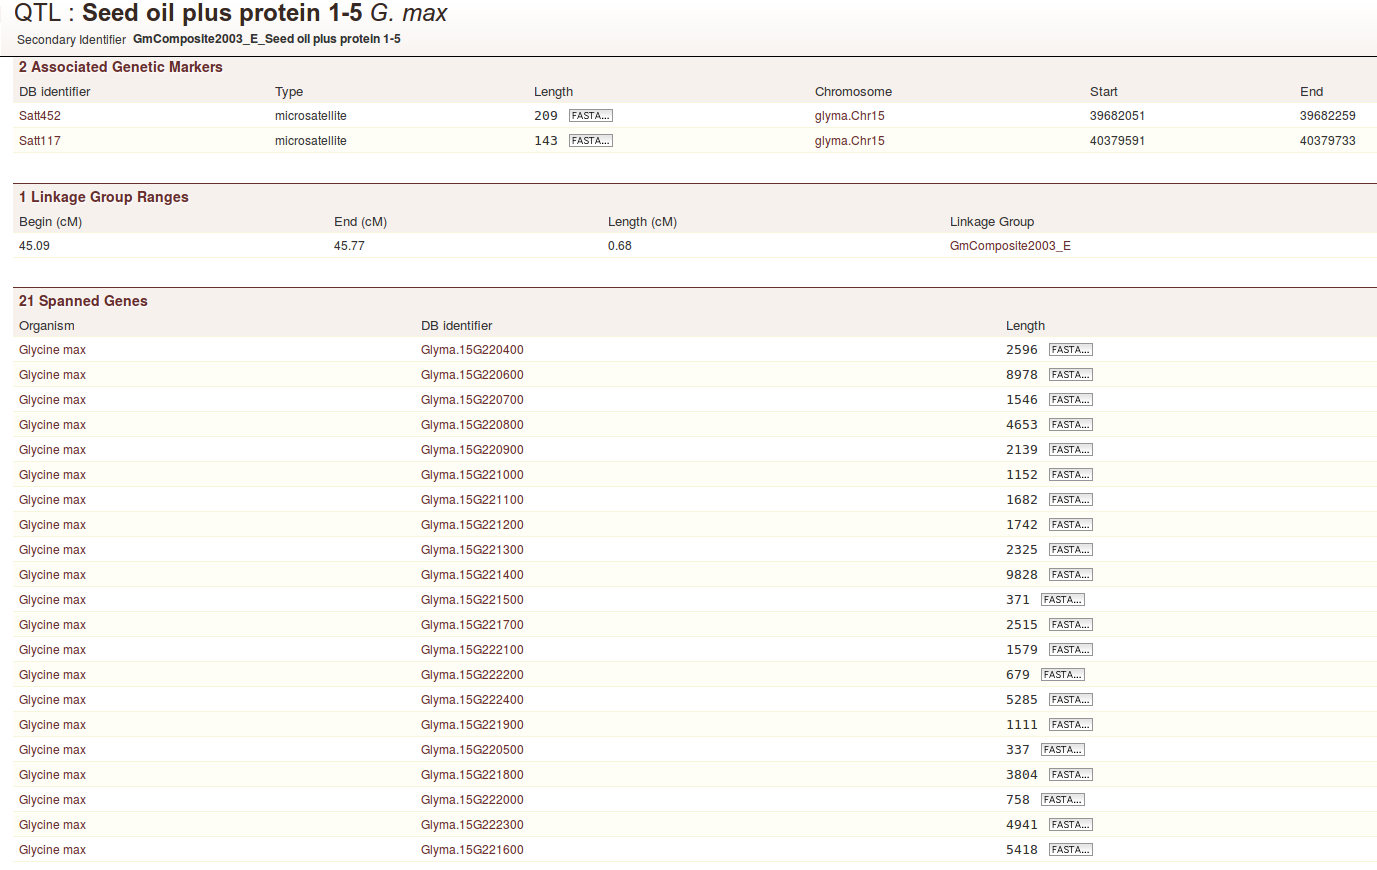 QTL : Seed oil plus protein 1-5 G. max
Secondary Identifier GmComposite2003_E_Seed oil plus protein 1-5
2 Associated Genetic Markers
DB identifier Type Length Chromosome Start End
Satt452 microsatellite 209 FASTA... glyma.Chr15 39682051 39682259
Satt117 microsatellite 143 FASTA... glyma.Chr15 40379591 40379733
1 Linkage Group Ranges
Begin (cM) End (cM) Length (cM) Linkage Group
45.09 45.77 0.68 GmComposite2003_E
21 Spanned Genes
Organism DB identifier Length
Glycine max Glyma.15G220400 2596 FASTA...
Glycine max Glyma.15G220600 8978 FASTA...
Glycine max Glyma.15G220700 1546 FASTA...
Glycine max Glyma.15G220800 4653 FASTA...
Glycine max Glyma.15G220900 2139 FASTA...
Glycine max Glyma.15G221000 1152 FASTA...
Glycine max Glyma.15G221100 1682 FASTA...
Glycine max Glyma.15G221200 1742 FASTA...
Glycine max Glyma.15G221300 2325 FASTA...
Glycine max Glyma.15G221400 9828 FASTA...
Glycine max Glyma.15G221500 371 FASTA...
Glycine max Glyma.15G221700 2515 FASTA...
Glycine max Glyma.15G222100 1579 FASTA...
Glycine max Glyma.15G222200 679 FASTA...
Glycine max Glyma.15G222400 5285 FASTA...
Glycine max Glyma.15G221900 1111 FASTA...
Glycine max Glyma.15G220500 337 FASTA...
Glycine max Glyma.15G221800 3804 FASTA...
Glycine max Glyma.15G222000 758 FASTA...
Glycine max Glyma.15G222300 4941 FASTA...
Glycine max Glyma.15G221600 5418 FASTA...